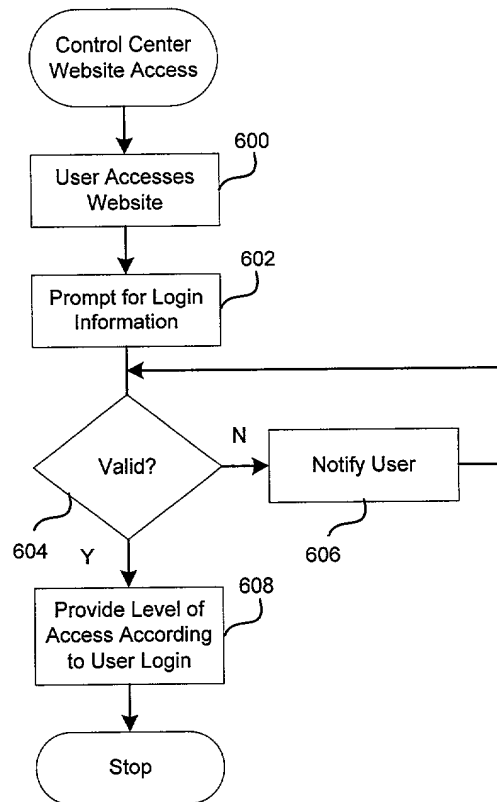 Control Center
Website Access
600
User Accesses
Website
602
Prompt for Login
Information
Valid?
N
Notify User
604
Y
606
608
Provide Level of
Access According
to User Login
Stop